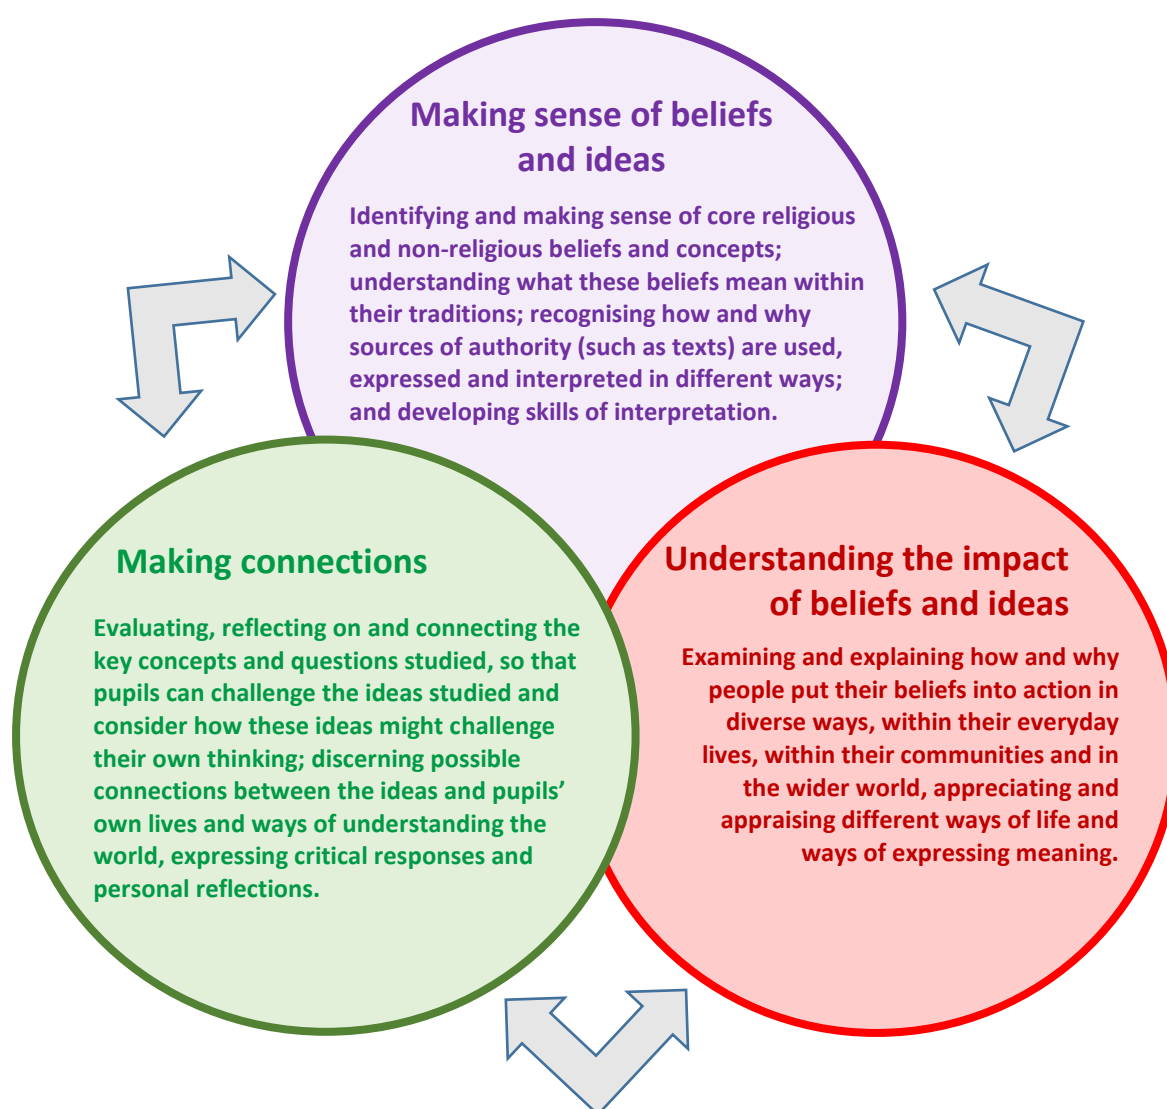 Making sense of beliefs
and ideas
Identifying and making sense of core religious
and non-religious beliefs and concepts;
understanding what these beliefs mean within
their traditions; recognising how and why
sources of authority (such as texts) are used,
expressed and interpreted in different ways;
and developing skills of interpretation.
Making connections
Evaluating, reflecting on and connecting the
key concepts and questions studied, so that
pupils can challenge the ideas studied and
consider how these ideas might challenge
their own thinking; discerning possible
connections between the ideas and pupils’
own lives and ways of understanding the
world, expressing critical responses and
personal reflections.
Understanding the impact
of beliefs and ideas
Examining and explaining how and why
people put their beliefs into action in
diverse ways, within their everyday
lives, within their communities and in
the wider world, appreciating and
appraising different ways of life and
ways of expressing meaning.